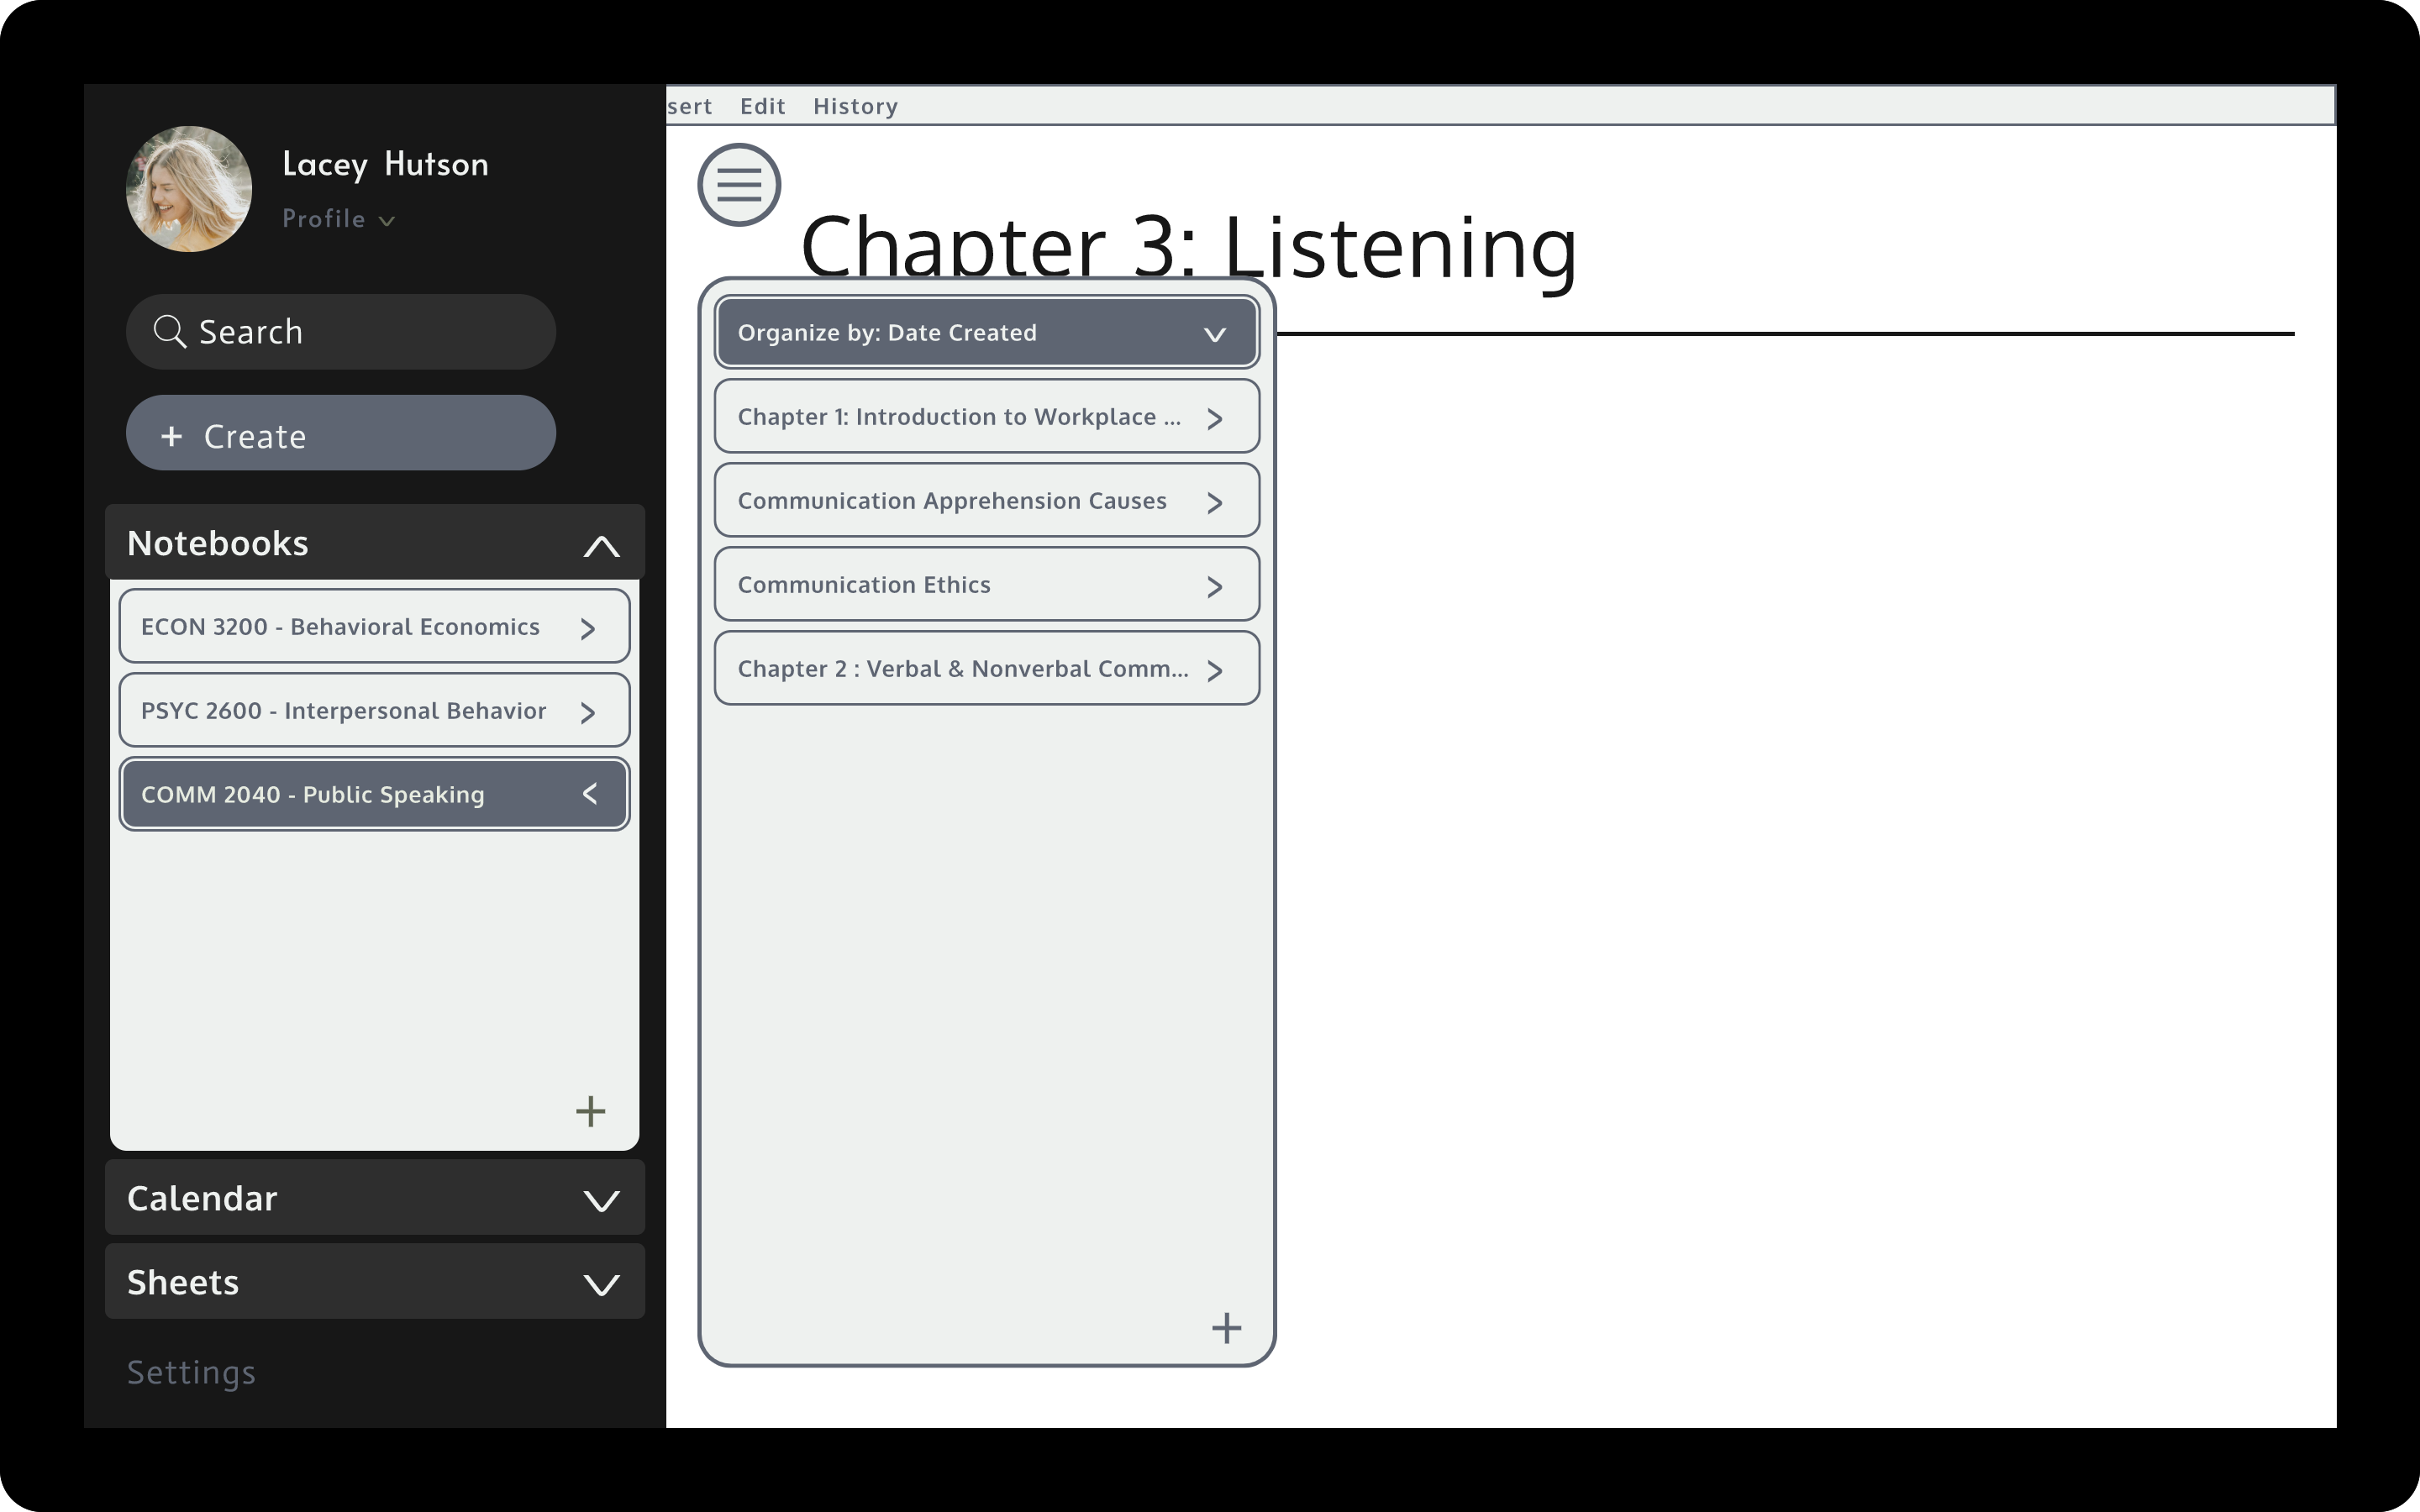 Lacey Hutson
Profile
Search
+ Create
Notebooks
ECON 3200 - Behavioral Economics
PSYC 2600 - Interpersonal Behavior
COMM 2040 - Public Speaking
+
Calendar
Sheets
Settings
sert Edit History
Chapter 3: Listening
Organize by: Date Created
Chapter 1: Introduction to Workplace ...
Communication Apprehension Causes
Communication Ethics
Chapter 2 : Verbal & Nonverbal Comm...
+